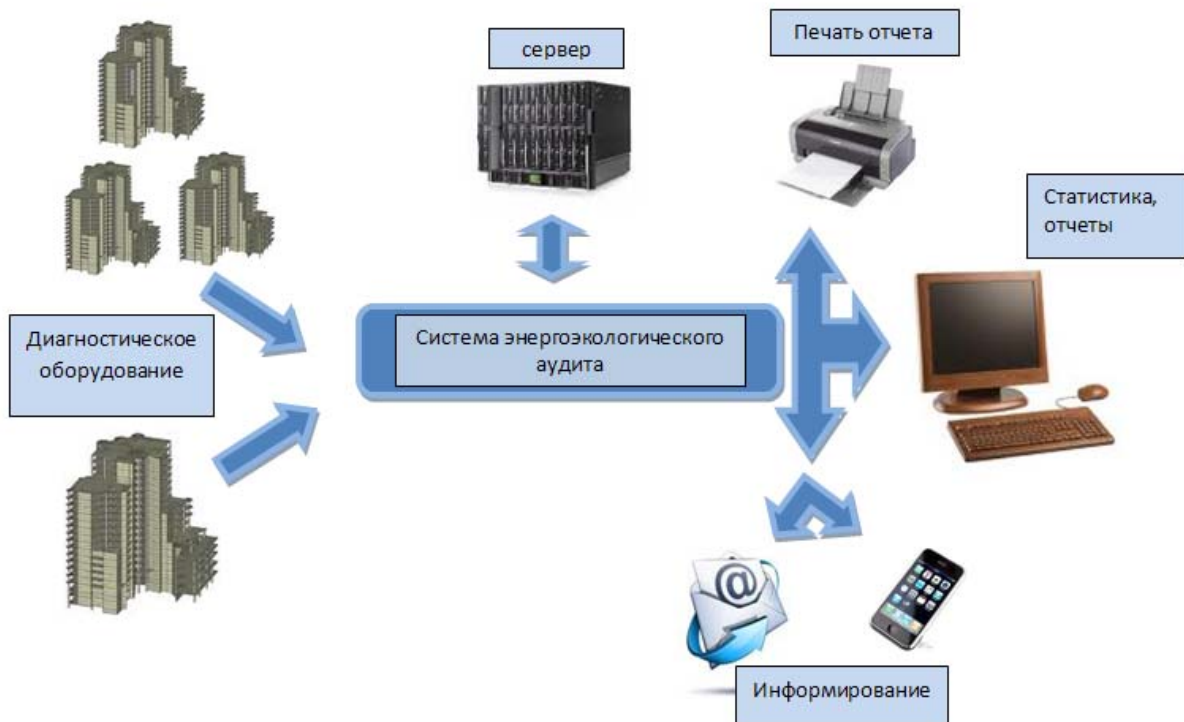 сервер
Печать отчета
Статистика,
отчеты
Диагностическое
оборудование
Система энергоэкологического
аудита
@
Информирование